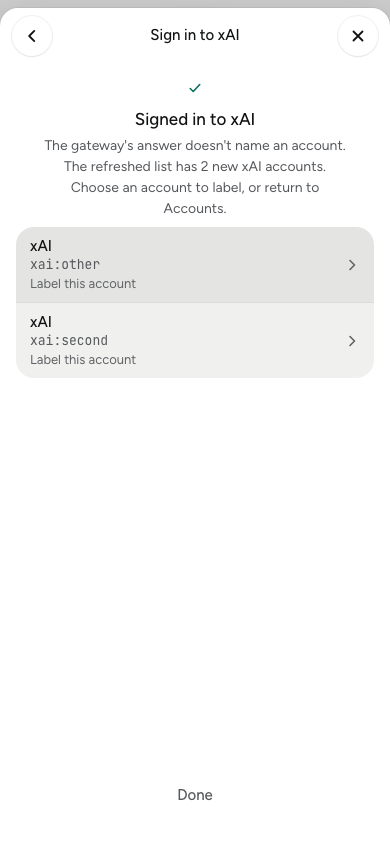 Sign in to xAI
Signed in to xAI
The gateway's answer doesn't name an account.
The refreshed list has 2 new xAI accounts.
Choose an account to label, or return to
Accounts.
xAI
xai:other
Label this account
xAI
xai:second
Label this account
Done